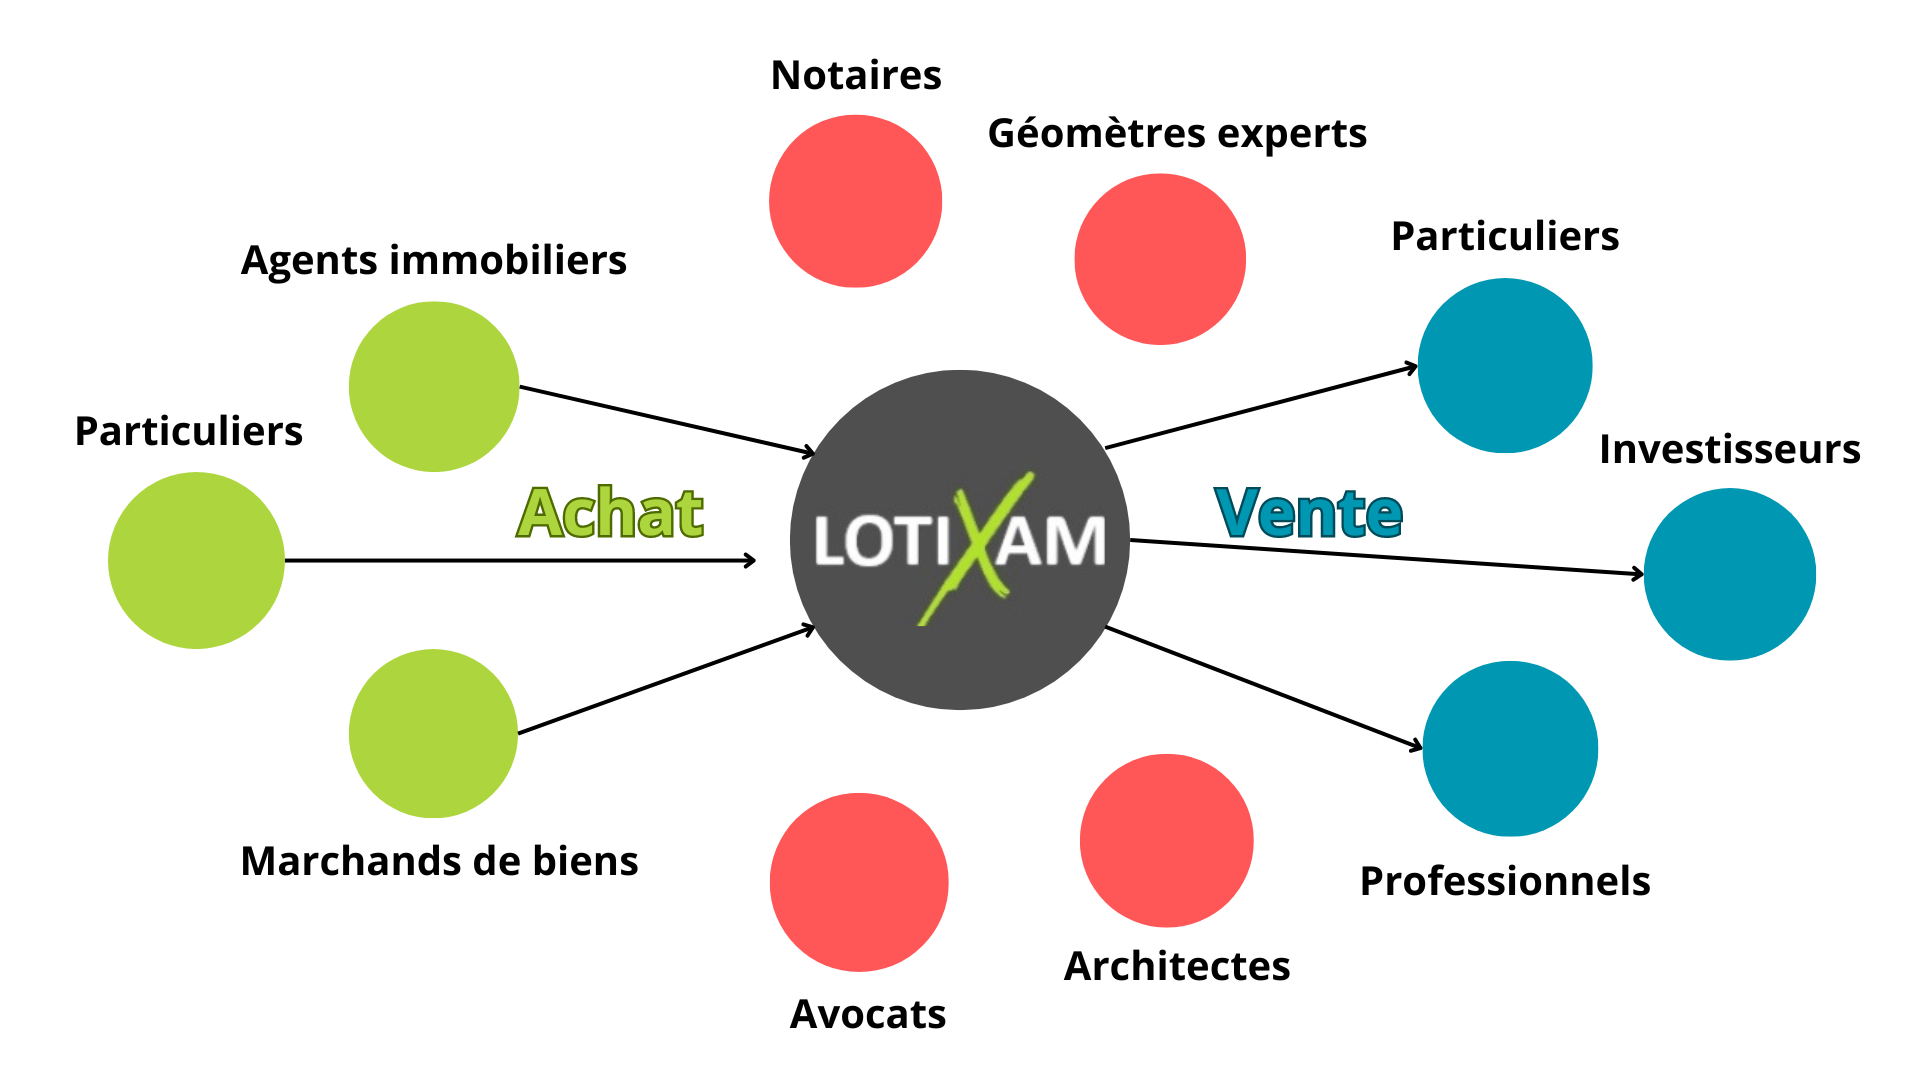 Notaires
Géomètres experts
Particuliers
Agents immobiliers
Particuliers
Investisseurs
Achat
LOTIXAM
Vente
Marchands de biens
Professionnels
Architectes
Avocats